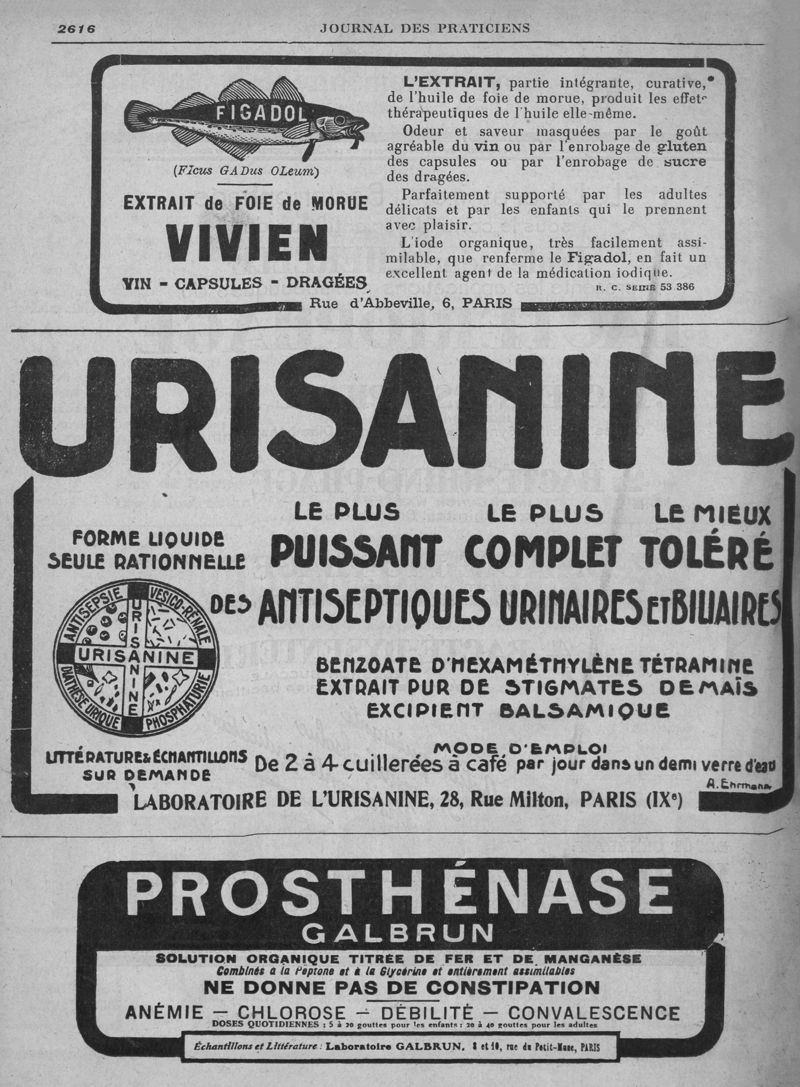 2616
JOURNAL DES PRATICIENS
FIGADOL
(FIcus GADus OLeum)
EXTRAIT de FOIE de MORUE
VIVIEN
VIN - CAPSULES - DRAGÉES
L'EXTRAIT, partie intégrante, curative,
de l'huile de foie de morue, produit les effets
thérapeutiques de l'huile elle-même.
Odeur et saveur masquées par le goût
agréable du vin ou par l'enrobage de gluten
des capsules ou par l'enrobage de sucre
des dragées.
Parfaitement supporté par les adultes
délicats et par les enfants qui le prennent
avec plaisir.
L'iode organique, très facilement assi-
milable, que renferme le Figadol, en fait un
excellent agent de la médication iodique.
R. C. SEINE 53 386
Rue d'Abbeville, 6, PARIS
URISANINE
FORME LIQUIDE
SEULE RATIONNELLE
LE PLUS LE PLUS LE MIEUX
PUISSANT COMPLET TOLÉRÉ
DES ANTISEPTIQUES URINAIRES ET BILIAIRES
ANTISEPSIE VESICO-RÉNALE
URISANINE
URISANINE
DIATHÈSE URIQUE PHOSPHATURIE
BENZOATE D'HEXAMÉTHYLÈNE TÉTRAMINE
EXTRAIT PUR DE STIGMATES DE MAÏS
EXCIPIENT BALSAMIQUE
LITTÉRATURE & ÉCHANTILLONS
SUR DEMANDE
MODE D'EMPLOI
De 2 à 4 cuillerées à café par jour dans un demi verre d'eau
A. Ehrmann
LABORATOIRE DE L'URISANINE, 28, Rue Milton, PARIS (IXe)
PROSTHÉNASE
GALBRUN
SOLUTION ORGANIQUE TITRÉE DE FER ET DE MANGANÈSE
Combinés à la Peptone et à la Glycérine et entièrement assimilables
NE DONNE PAS DE CONSTIPATION
ANÉMIE — CHLOROSE — DÉBILITÉ — CONVALESCENCE
DOSES QUOTIDIENNES : 5 à 20 gouttes pour les enfants : 20 à 40 gouttes pour les adultes
Échantillons et Littérature : Laboratoire GALBRUN, 8 et 10, rue du Petit-Musc, PARIS